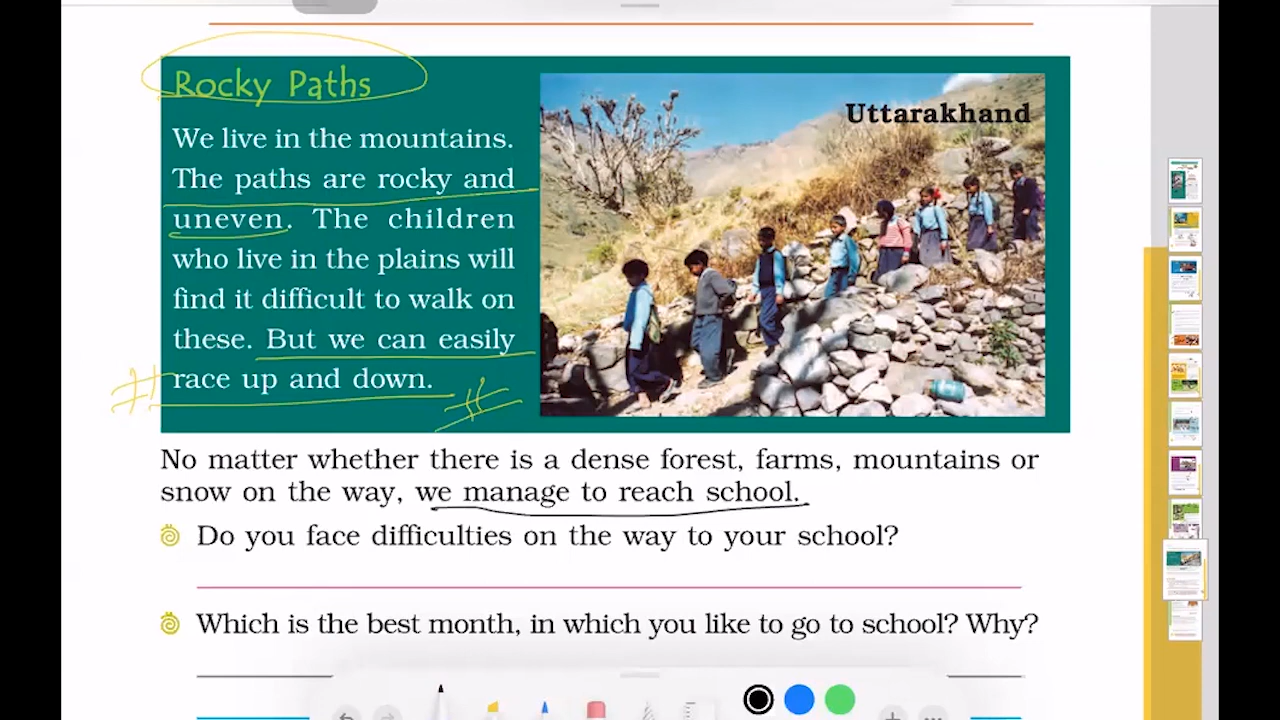 Rocky Paths
We live in the mountains.
The paths are rocky and
uneven. The children
who live in the plains will
find it difficult to walk on
these. But we can easily
race up and down.
Uttarakhand
No matter whether there is a dense forest, farms, mountains or
snow on the way, we manage to reach school.
Do you face difficulties on the way to your school?
Which is the best month, in which you like to go to school? Why?